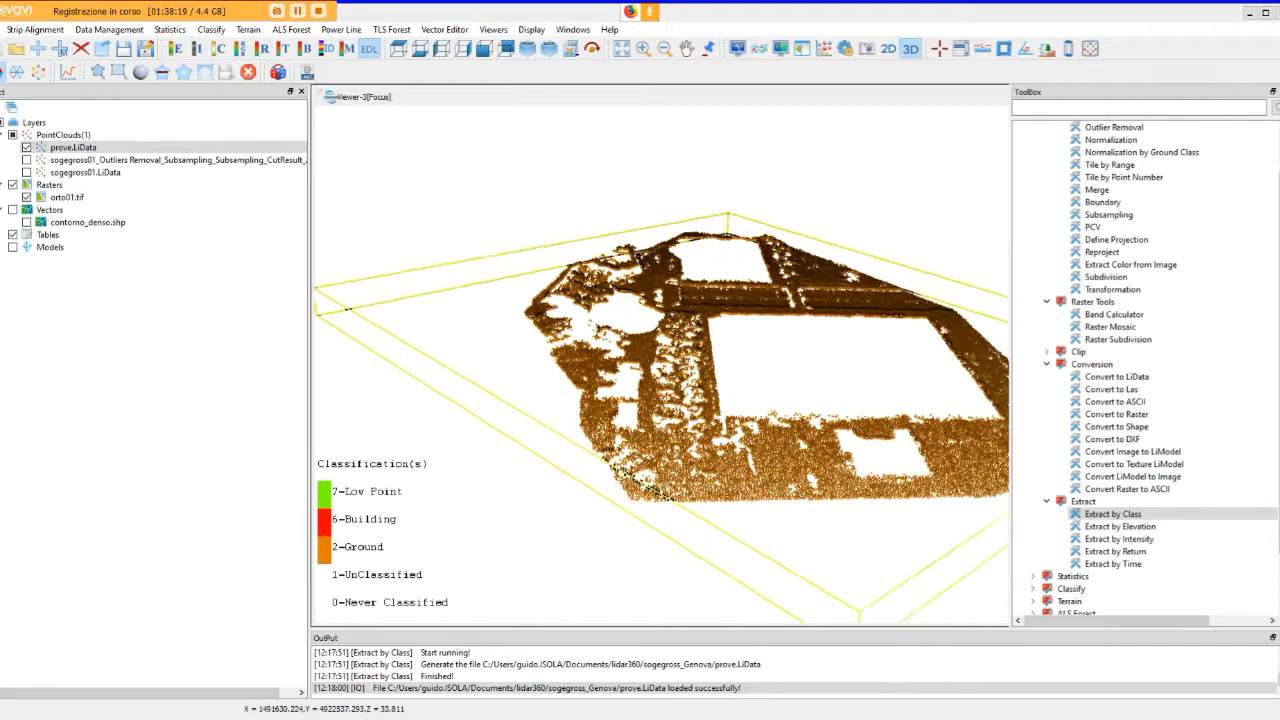 Registrazione in corso [01:38:19 / 4.4 GB]
Strip Alignment Data Management Statistics Classify Terrain ALS Forest Power Line TLS Forest Vector Editor Viewers Display Windows Help
E I C R T B ID M EDL 2D 3D
Viewer-3[Focus]
ToolBox
Layers
PointClouds(1)
prove.LiData
sogegross01_Outliers Removal_Subsampling_Subsampling_CutResult_
sogegross01.LiData
Rasters
orto01.tif
Vectors
contorno_denso.shp
Tables
Models
Classification(s)
7-Low Point
6-Building
2-Ground
1-UnClassified
0-Never Classified
Outlier Removal
Normalization
Normalization by Ground Class
Tile by Range
Tile by Point Number
Merge
Boundary
Subsampling
PCV
Define Projection
Reproject
Extract Color from Image
Subdivision
Transformation
Raster Tools
Band Calculator
Raster Mosaic
Raster Subdivision
Clip
Conversion
Convert to LiData
Convert to Las
Convert to ASCII
Convert to Raster
Convert to Shape
Convert to DXF
Convert Image to LiModel
Convert to Texture LiModel
Convert LiModel to Image
Convert Raster to ASCII
Extract
Extract by Class
Extract by Elevation
Extract by Intensity
Extract by Return
Extract by Time
Statistics
Classify
Terrain
ALS Forest
OutPut
[12:17:51] [Extract by Class] Start running!
[12:17:51] [Extract by Class] Generate the file C:/Users/guido.ISOLA/Documents/lidar360/sogegross_Genova/prove.LiData
[12:17:51] [Extract by Class] Finished!
[12:18:00] [IO] File C:/Users/guido.ISOLA/Documents/lidar360/sogegross_Genova/prove.LiData loaded successfully!
X = 1491630.224,Y = 4922537.293,Z = 33.811